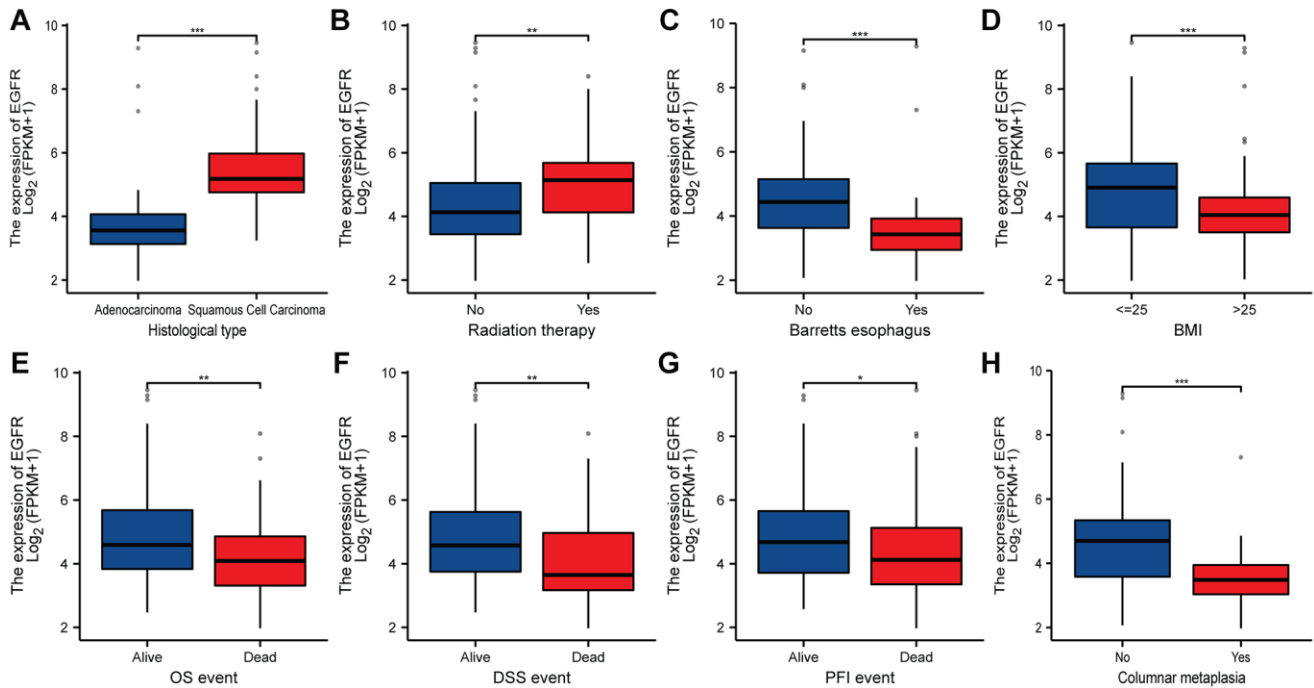 A
The expression of EGFR
Log2 (FPKM+1)
10
8
6
4
2
***
Adenocarcinoma Squamous Cell Carcinoma
Histological type
B
The expression of EGFR
Log2 (FPKM+1)
10
8
6
4
2
**
No Yes
Radiation therapy
C
The expression of EGFR
Log2 (FPKM+1)
10
8
6
4
2
***
No Yes
Barretts esophagus
D
The expression of EGFR
Log2 (FPKM+1)
10
8
6
4
2
***
<=25 >25
BMI
E
The expression of EGFR
Log2 (FPKM+1)
10
8
6
4
2
**
Alive Dead
OS event
F
The expression of EGFR
Log2 (FPKM+1)
10
8
6
4
2
**
Alive Dead
DSS event
G
The expression of EGFR
Log2 (FPKM+1)
10
8
6
4
2
*
Alive Dead
PFI event
H
The expression of EGFR
Log2 (FPKM+1)
10
8
6
4
2
***
No Yes
Columnar metaplasia